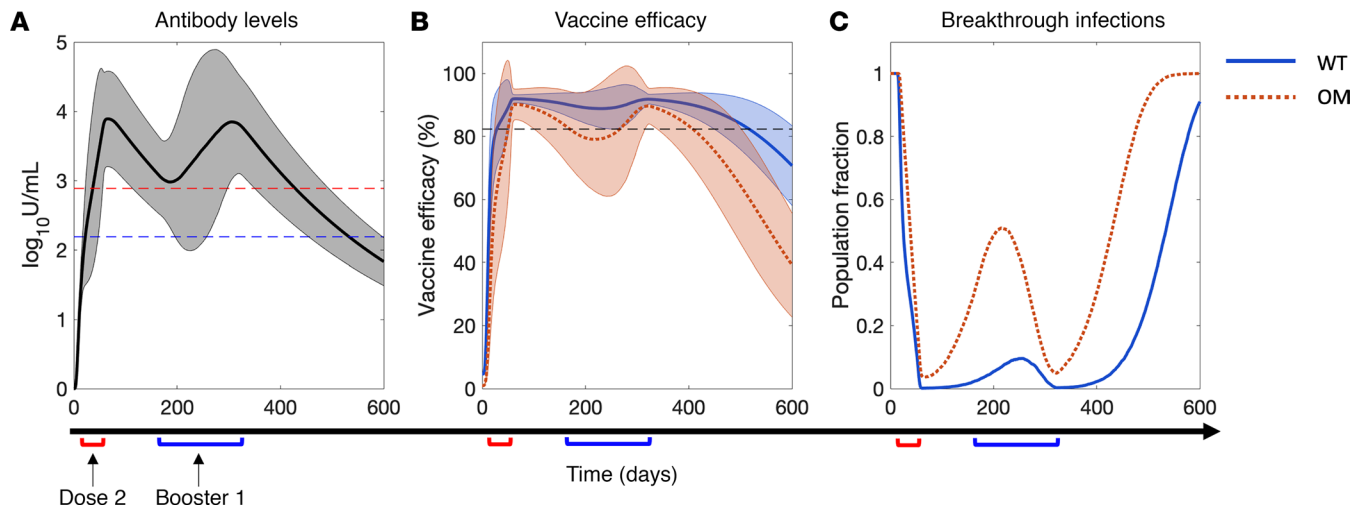 A
Antibody levels
B
Vaccine efficacy
C
Breakthrough infections
5
4
3
2
1
0
log10U/mL
0
200
400
600
100
80
60
40
20
0
Vaccine efficacy (%)
0
200
400
600
1
0.8
0.6
0.4
0.2
0
Population fraction
0
200
400
600
WT
OM
Time (days)
Dose 2
Booster 1